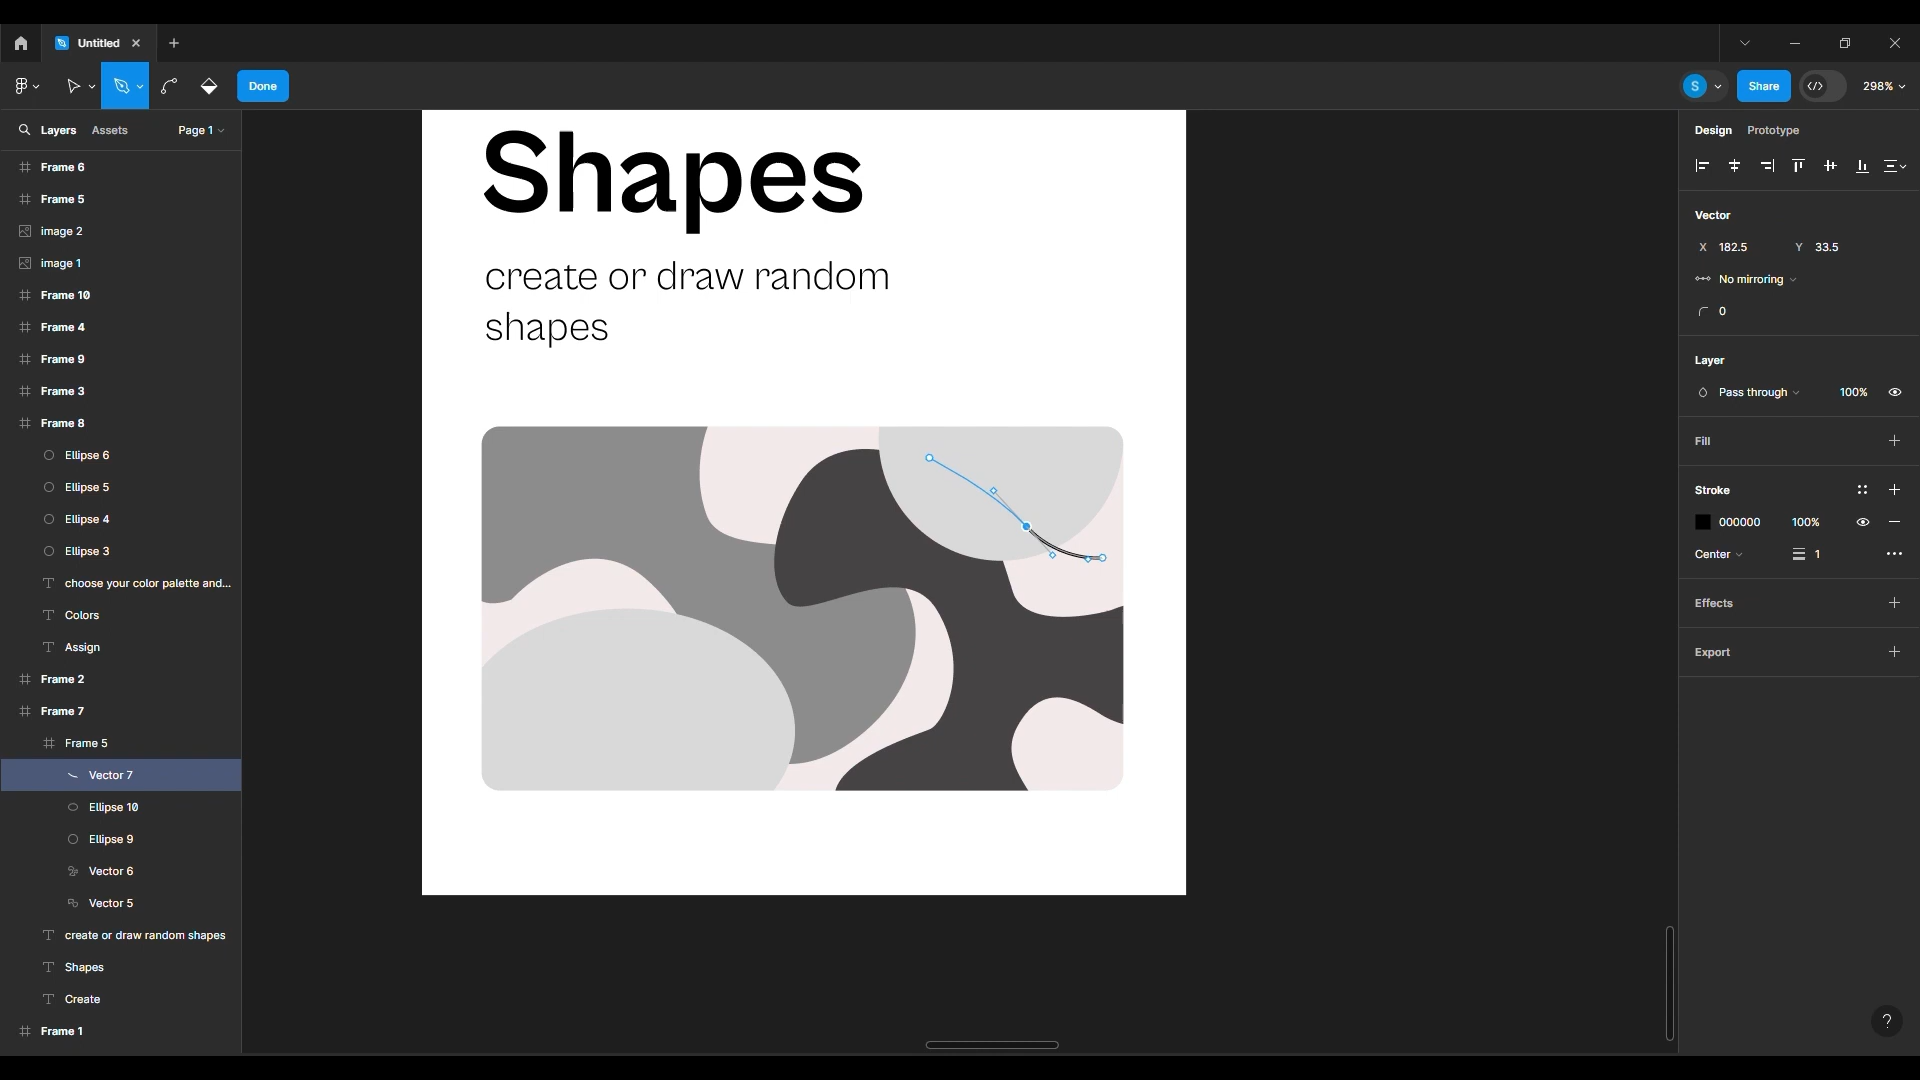 Untitled
Done
S
Share
298%
Layers
Assets
Page 1
Frame 6
Frame 5
image 2
image 1
Frame 10
Frame 4
Frame 9
Frame 3
Frame 8
Ellipse 6
Ellipse 5
Ellipse 4
Ellipse 3
choose your color palette and...
Colors
Assign
Frame 2
Frame 7
Frame 5
Vector 7
Ellipse 10
Ellipse 9
Vector 6
Vector 5
create or draw random shapes
Shapes
Create
Frame 1
Shapes
create or draw random
shapes
Design
Prototype
Vector
X 182.5 Y 33.5
No mirroring
0
Layer
Pass through 100%
Fill
Stroke
000000 100%
Center 1
Effects
Export
?